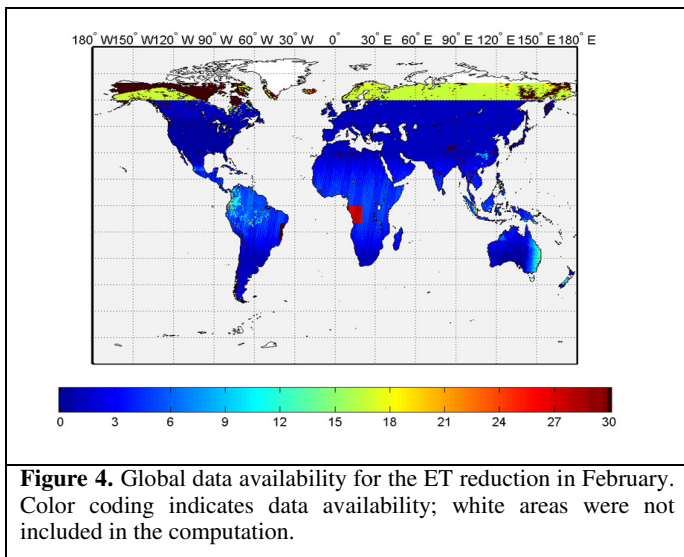 180° W150° W120° W 90° W 60° W 30° W 0° 30° E 60° E 90° E 120° E 150° E 180° E
0 3 6 9 12 15 18 21 24 27 30
Figure 4. Global data availability for the ET reduction in February.
Color coding indicates data availability; white areas were not
included in the computation.